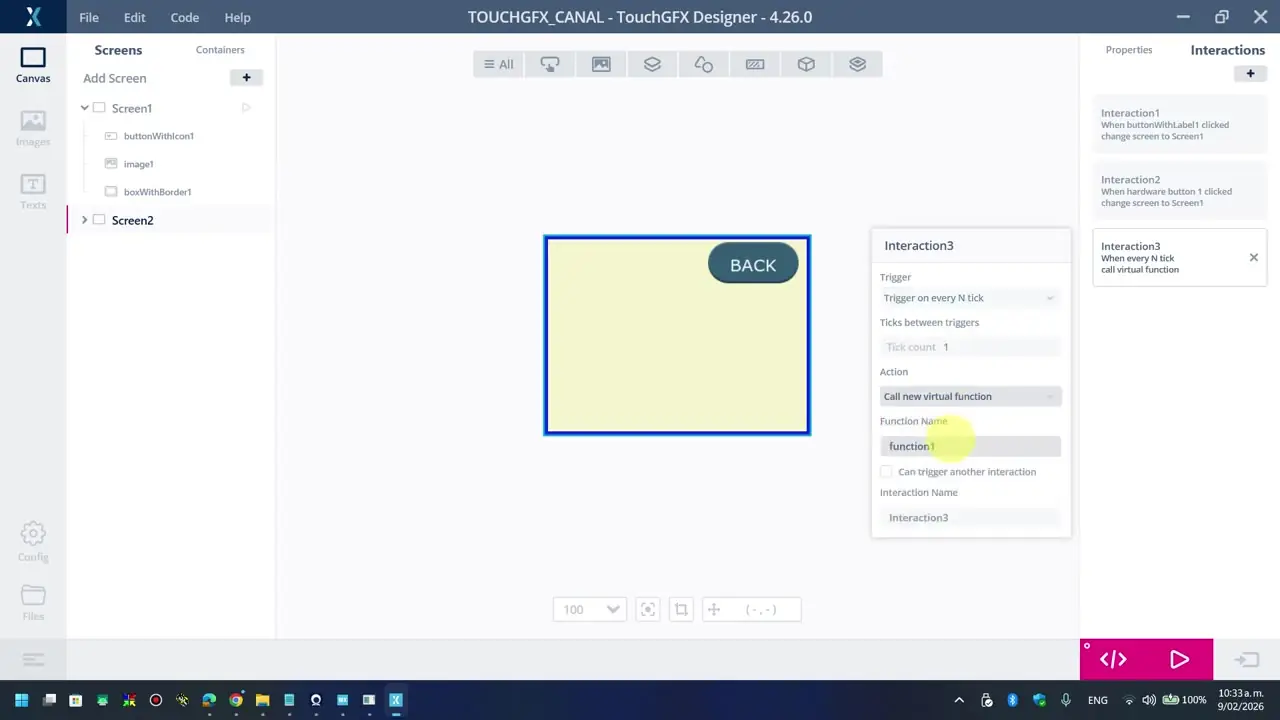 File Edit Code Help
TOUCHGFX_CANAL - TouchGFX Designer - 4.26.0
Canvas
Images
Texts
Config
Files
Screens Containers
Add Screen +
Screen1
buttonWithIcon1
image1
boxWithBorder1
Screen2
All
BACK
100
(-,-)
Interaction3
Trigger
Trigger on every N tick
Ticks between triggers
Tick count 1
Action
Call new virtual function
Function Name
function1
Can trigger another interaction
Interaction Name
Interaction3
Properties Interactions
+
Interaction1
When buttonWithLabel1 clicked
change screen to Screen1
Interaction2
When hardware button 1 clicked
change screen to Screen1
Interaction3
When every N tick
call virtual function
ENG
100%
10:33 a.m.
9/02/2026